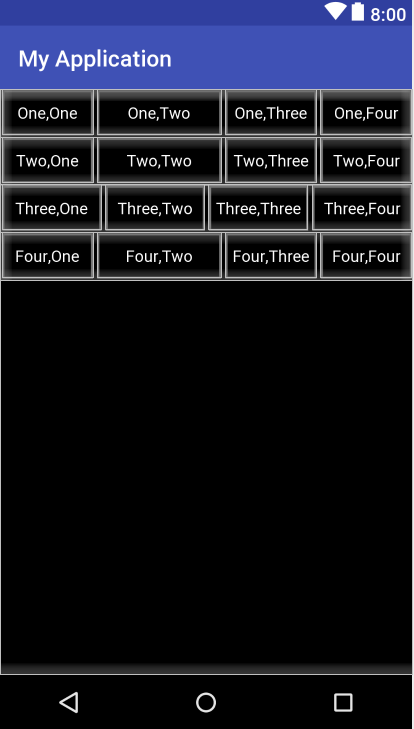 8:00
My Application
One,One One,Two One,Three One,Four
Two,One Two,Two Two,Three Two,Four
Three,One Three,Two Three,Three Three,Four
Four,One Four,Two Four,Three Four,Four